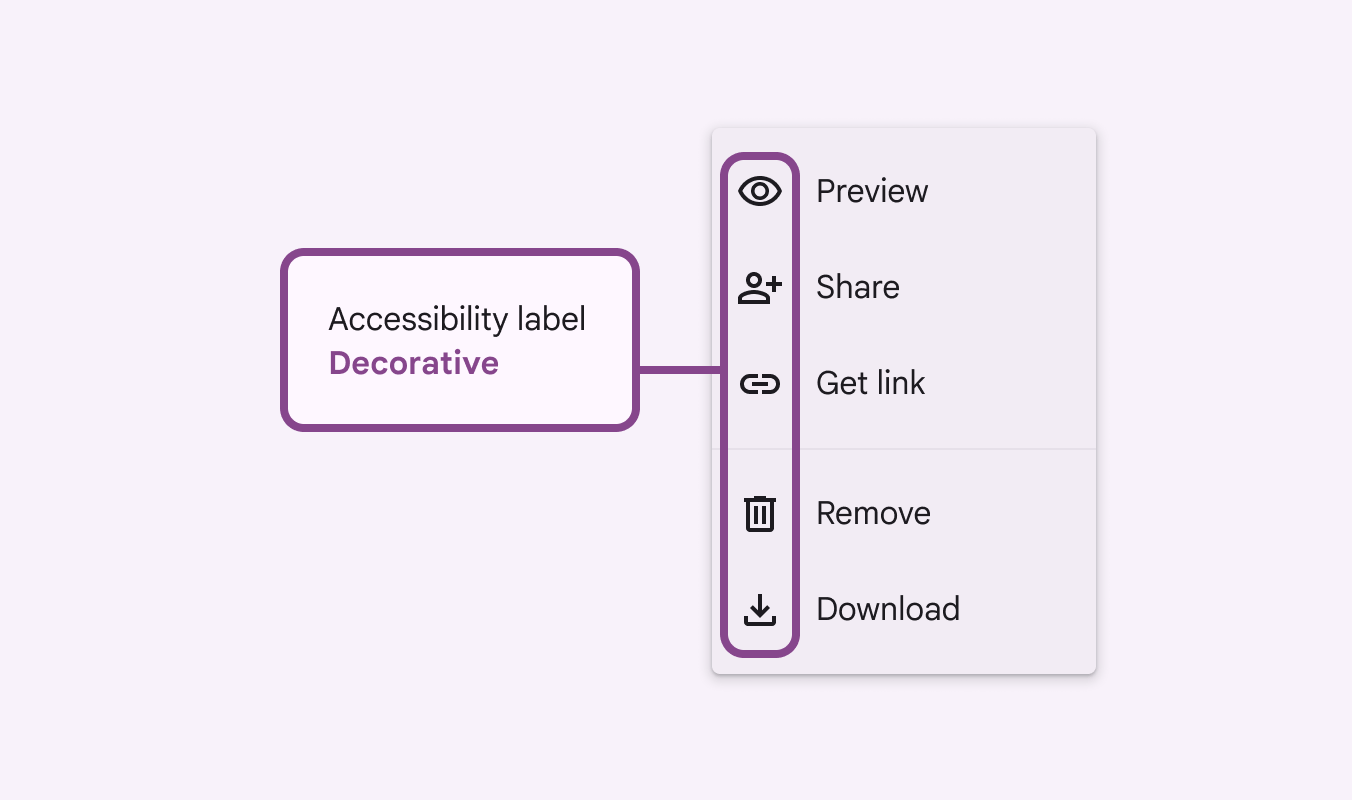 Accessibility label
Decorative
Preview
Share
Get link
Remove
Download